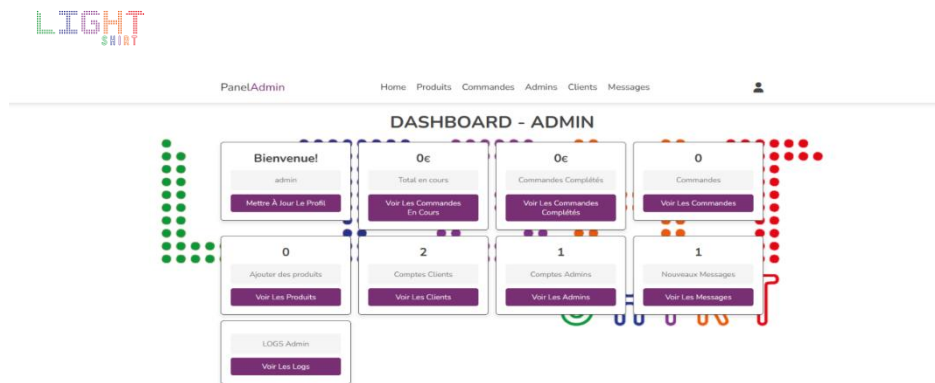 LIGHT
SHIRT
PanelAdmin Home Produits Commandes Admins Clients Messages
DASHBOARD - ADMIN
Bienvenue!
admin
Mettre À Jour Le Profil
0€
Total en cours
Voir Les Commandes
En Cours
0€
Commandes Complétés
Voir Les Commandes
Complétés
0
Commandes
Voir Les Commandes
0
Ajouter des produits
Voir Les Produits
2
Comptes Clients
Voir Les Clients
1
Comptes Admins
Voir Les Admins
1
Nouveaux Messages
Voir Les Messages
LOGS Admin
Voir Les Logs